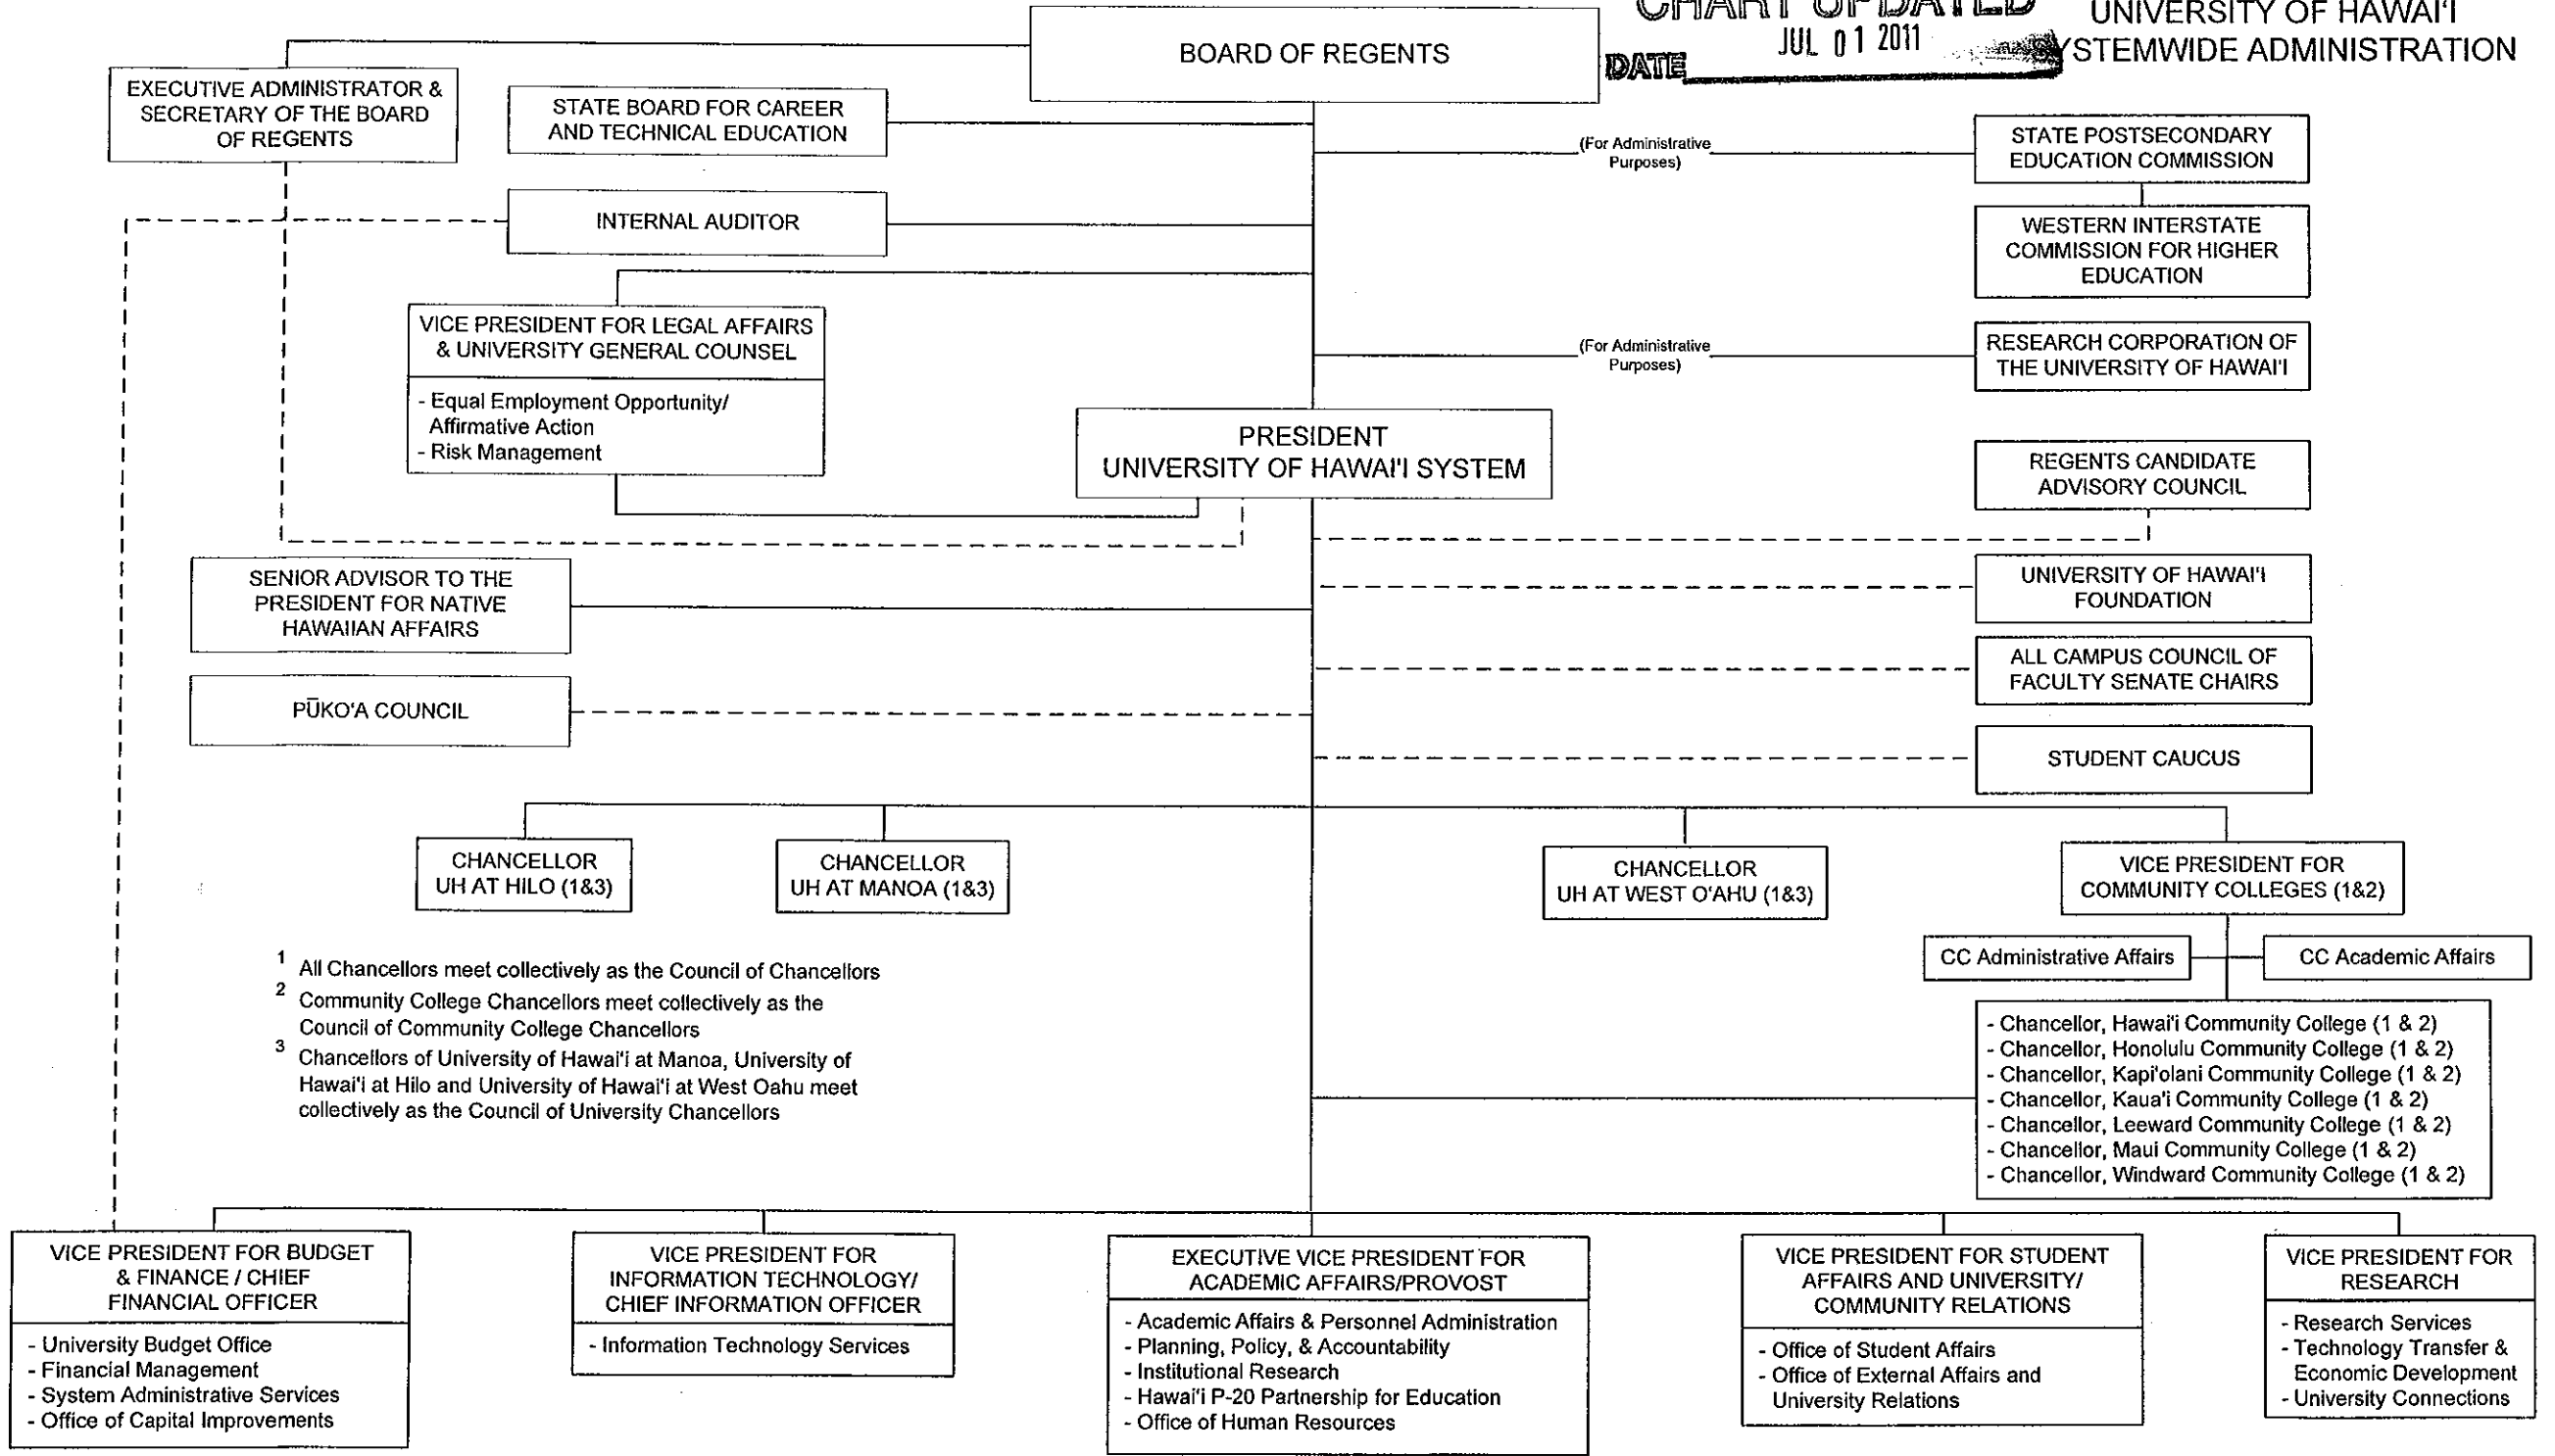 CHART UPDATED
DATE JUL 01 2011
UNIVERSITY OF HAWAI'I
SYSTEMWIDE ADMINISTRATION
BOARD OF REGENTS
EXECUTIVE ADMINISTRATOR &
SECRETARY OF THE BOARD
OF REGENTS
STATE BOARD FOR CAREER
AND TECHNICAL EDUCATION
(For Administrative
Purposes)
STATE POSTSECONDARY
EDUCATION COMMISSION
INTERNAL AUDITOR
WESTERN INTERSTATE
COMMISSION FOR HIGHER
EDUCATION
VICE PRESIDENT FOR LEGAL AFFAIRS
& UNIVERSITY GENERAL COUNSEL
- Equal Employment Opportunity/
Affirmative Action
- Risk Management
(For Administrative
Purposes)
RESEARCH CORPORATION OF
THE UNIVERSITY OF HAWAI'I
PRESIDENT
UNIVERSITY OF HAWAI'I SYSTEM
REGENTS CANDIDATE
ADVISORY COUNCIL
SENIOR ADVISOR TO THE
PRESIDENT FOR NATIVE
HAWAIIAN AFFAIRS
UNIVERSITY OF HAWAI'I
FOUNDATION
ALL CAMPUS COUNCIL OF
FACULTY SENATE CHAIRS
PŪKO'A COUNCIL
STUDENT CAUCUS
CHANCELLOR
UH AT HILO (1&3)
CHANCELLOR
UH AT MANOA (1&3)
CHANCELLOR
UH AT WEST O'AHU (1&3)
VICE PRESIDENT FOR
COMMUNITY COLLEGES (1&2)
CC Administrative Affairs
CC Academic Affairs
1 All Chancellors meet collectively as the Council of Chancellors
2 Community College Chancellors meet collectively as the
Council of Community College Chancellors
3 Chancellors of University of Hawai'i at Manoa, University of
Hawai'i at Hilo and University of Hawai'i at West Oahu meet
collectively as the Council of University Chancellors
- Chancellor, Hawai'i Community College (1 & 2)
- Chancellor, Honolulu Community College (1 & 2)
- Chancellor, Kapi'olani Community College (1 & 2)
- Chancellor, Kaua'i Community College (1 & 2)
- Chancellor, Leeward Community College (1 & 2)
- Chancellor, Maui Community College (1 & 2)
- Chancellor, Windward Community College (1 & 2)
VICE PRESIDENT FOR BUDGET
& FINANCE / CHIEF
FINANCIAL OFFICER
- University Budget Office
- Financial Management
- System Administrative Services
- Office of Capital Improvements
VICE PRESIDENT FOR
INFORMATION TECHNOLOGY/
CHIEF INFORMATION OFFICER
- Information Technology Services
EXECUTIVE VICE PRESIDENT FOR
ACADEMIC AFFAIRS/PROVOST
- Academic Affairs & Personnel Administration
- Planning, Policy, & Accountability
- Institutional Research
- Hawai'i P-20 Partnership for Education
- Office of Human Resources
VICE PRESIDENT FOR STUDENT
AFFAIRS AND UNIVERSITY/
COMMUNITY RELATIONS
- Office of Student Affairs
- Office of External Affairs and
University Relations
VICE PRESIDENT FOR
RESEARCH
- Research Services
- Technology Transfer &
Economic Development
- University Connections